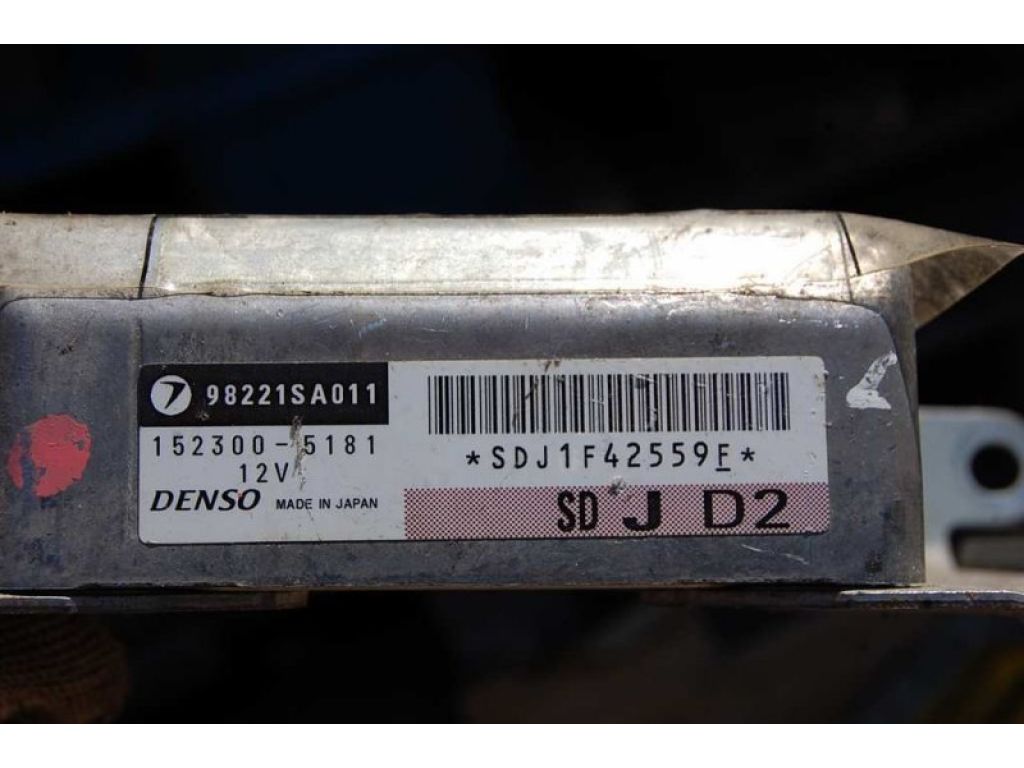 98221SA011
152300-5181
12V
DENSO MADE IN JAPAN
*SDJ1F42559F*
SD J D2